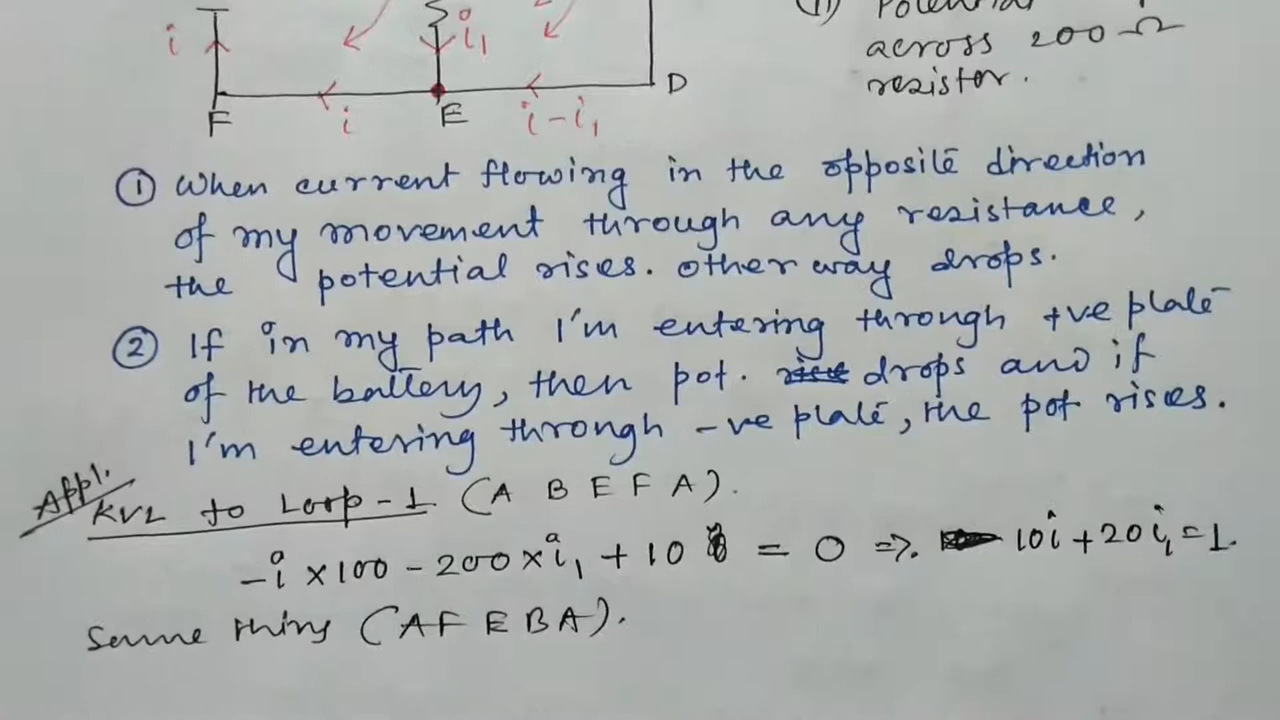 (ii) Potential
across 200 Ω
resistor.
i
i₁
D
F
i
E
i-i₁
① When current flowing in the opposite direction
of my movement through any resistance,
the potential rises. other way drops.
② If in my path I'm entering through +ve plate
of the battery, then pot. drops and if
I'm entering through -ve plate, the pot rises.
Appl.
KVL to Loop-1 (A B E F A).
-i × 100 - 200 × i₁ + 10 = 0 ⇒ 10i + 20i₁ = 1.
Same thing (A F E B A).